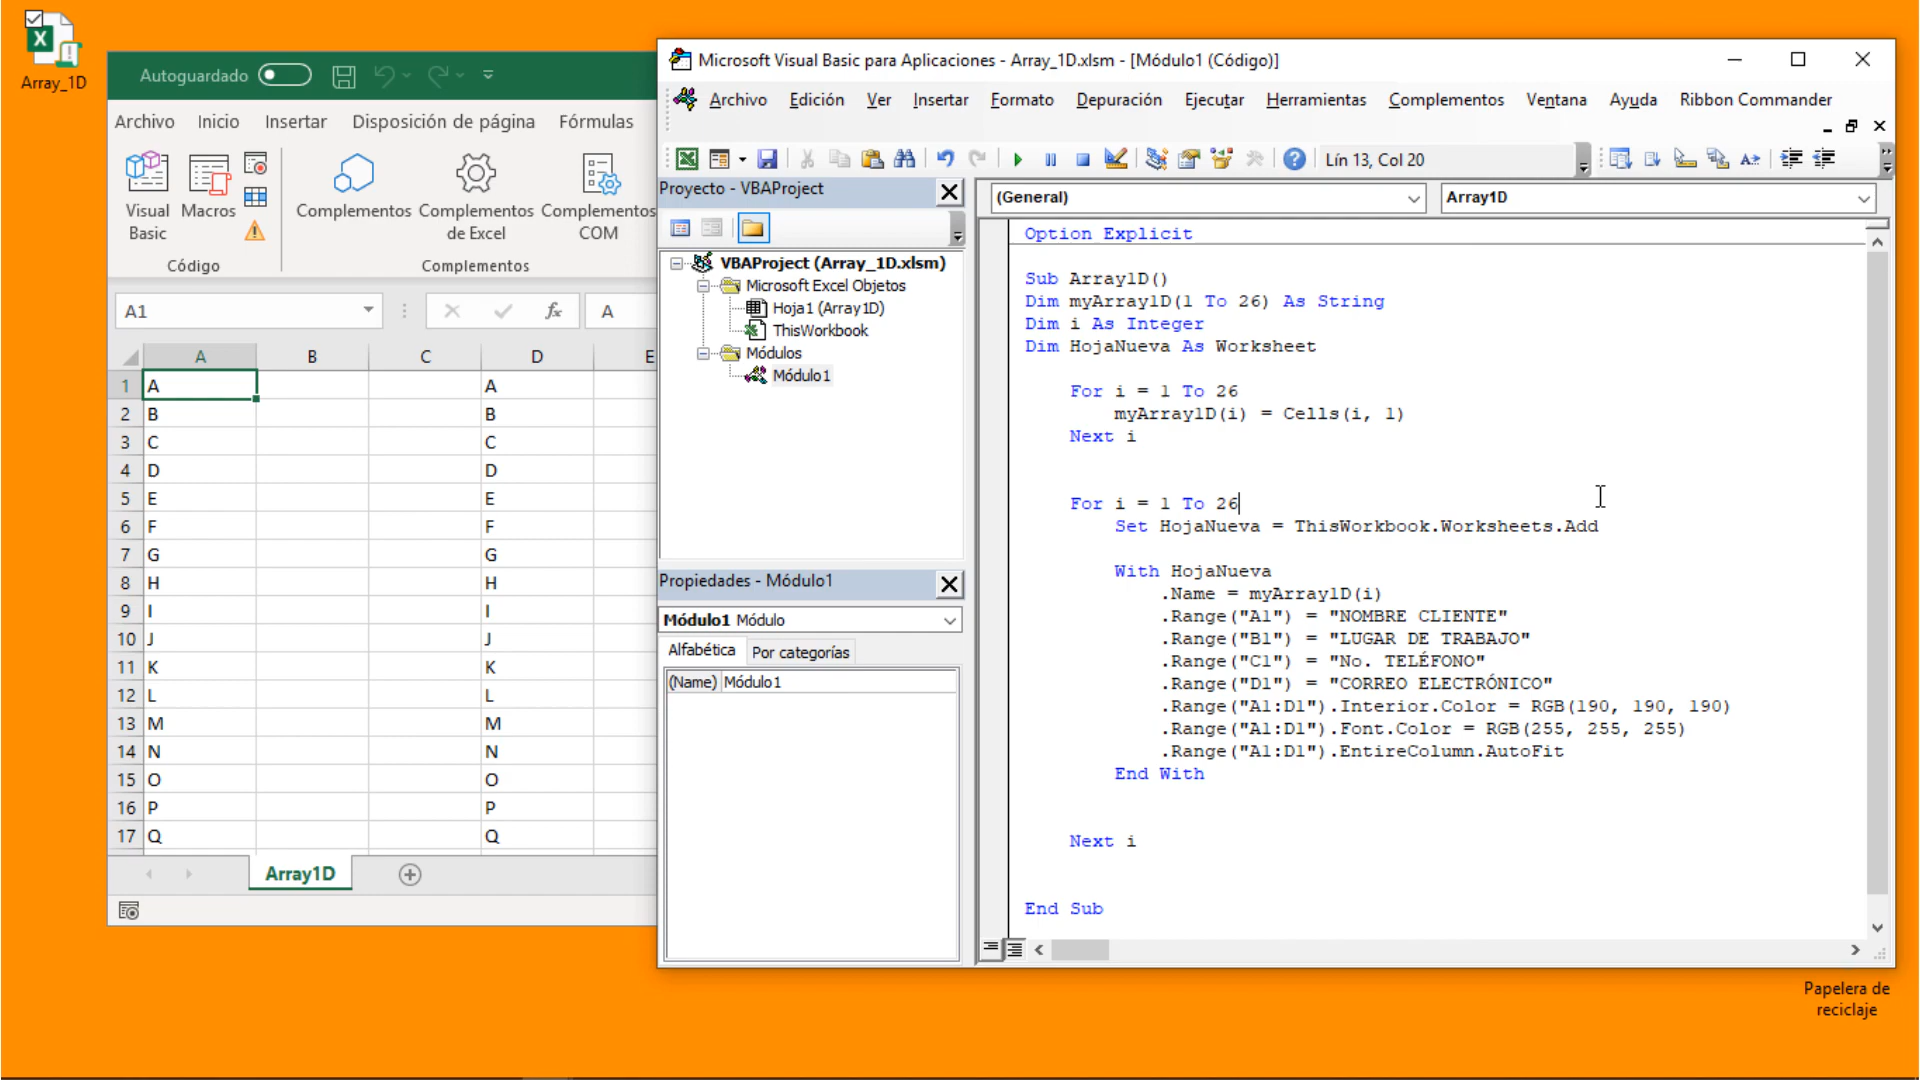 Array_1D
Autoguardado
Archivo Inicio Insertar Disposición de página Fórmulas
Visual Basic
Macros
Complementos
Complementos de Excel
Complementos COM
Código
Complementos
A1
fx
A
A B C D E
1 A A
2 B B
3 C C
4 D D
5 E E
6 F F
7 G G
8 H H
9 I I
10 J J
11 K K
12 L L
13 M M
14 N N
15 O O
16 P P
17 Q Q
Array1D
Microsoft Visual Basic para Aplicaciones - Array_1D.xlsm - [Módulo1 (Código)]
Archivo Edición Ver Insertar Formato Depuración Ejecutar Herramientas Complementos Ventana Ayuda Ribbon Commander
Lín 13, Col 20
Proyecto - VBAProject
VBAProject (Array_1D.xlsm)
Microsoft Excel Objetos
Hoja1 (Array1D)
ThisWorkbook
Módulos
Módulo1
Propiedades - Módulo1
Módulo1 Módulo
Alfabética Por categorías
(Name) Módulo1
(General) Array1D
Option Explicit
Sub Array1D()
Dim myArray1D(1 To 26) As String
Dim i As Integer
Dim HojaNueva As Worksheet
For i = 1 To 26
myArray1D(i) = Cells(i, 1)
Next i
For i = 1 To 26
Set HojaNueva = ThisWorkbook.Worksheets.Add
With HojaNueva
.Name = myArray1D(i)
.Range("A1") = "NOMBRE CLIENTE"
.Range("B1") = "LUGAR DE TRABAJO"
.Range("C1") = "No. TELÉFONO"
.Range("D1") = "CORREO ELECTRÓNICO"
.Range("A1:D1").Interior.Color = RGB(190, 190, 190)
.Range("A1:D1").Font.Color = RGB(255, 255, 255)
.Range("A1:D1").EntireColumn.AutoFit
End With
Next i
End Sub
Papelera de
reciclaje